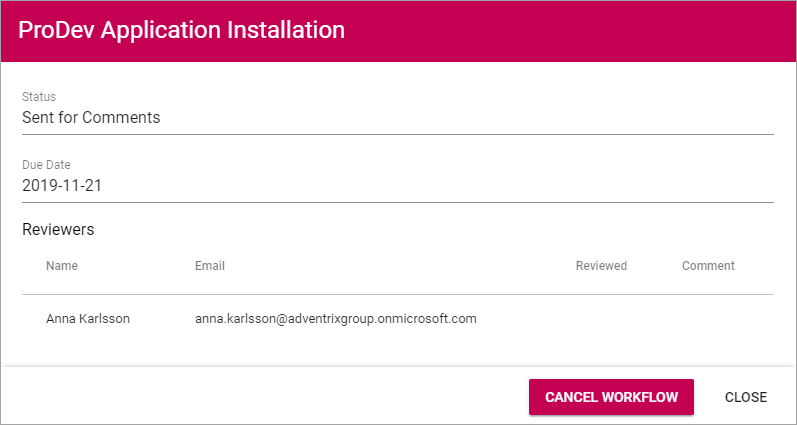 ProDev Application Installation
Status
Sent for Comments
Due Date
2019-11-21
Reviewers
Name Email Reviewed Comment
Anna Karlsson anna.karlsson@adventrixgroup.onmicrosoft.com
CANCEL WORKFLOW CLOSE